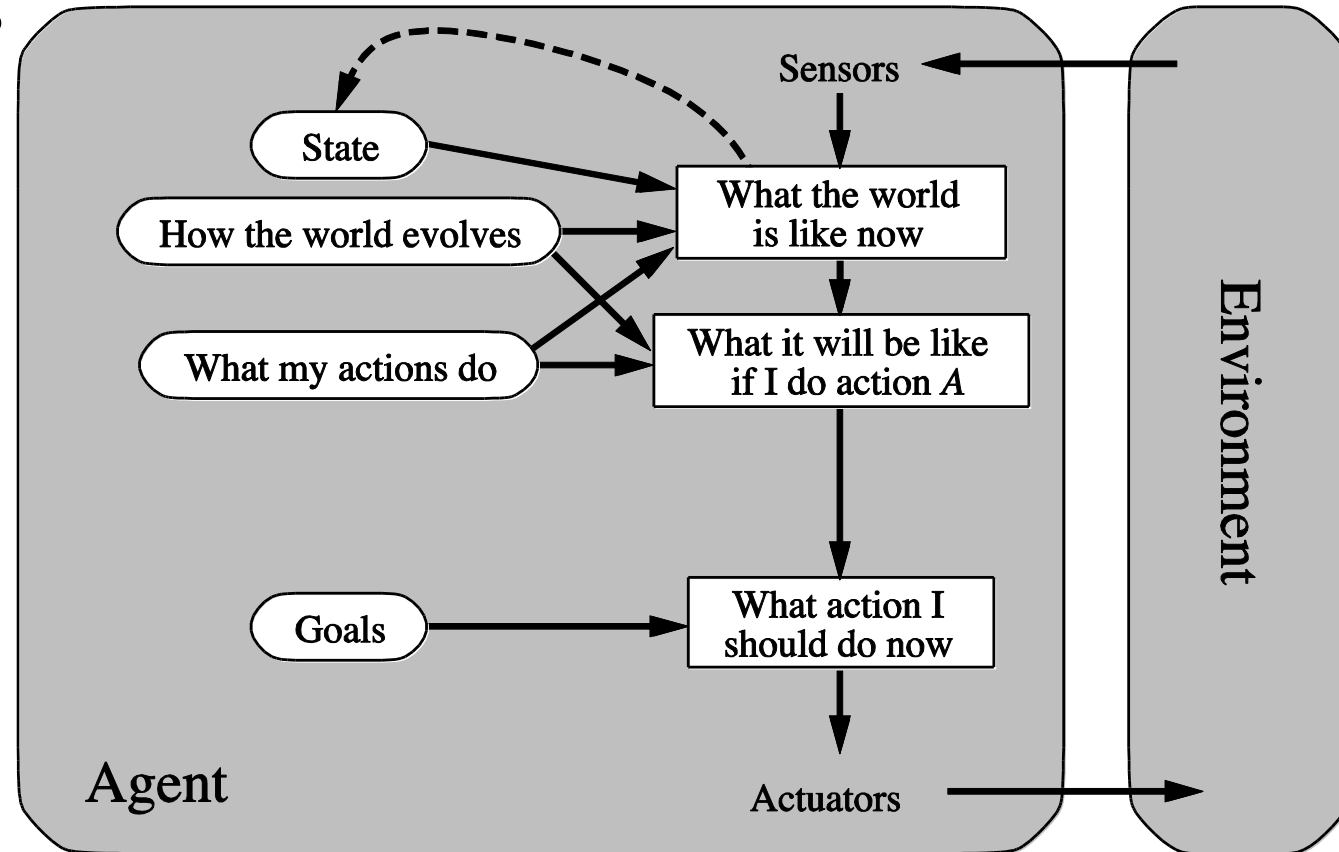 Sensors
State
What the world
is like now
How the world evolves
What my actions do
What it will be like
if I do action A
Environment
Goals
What action I
should do now
Agent
Actuators